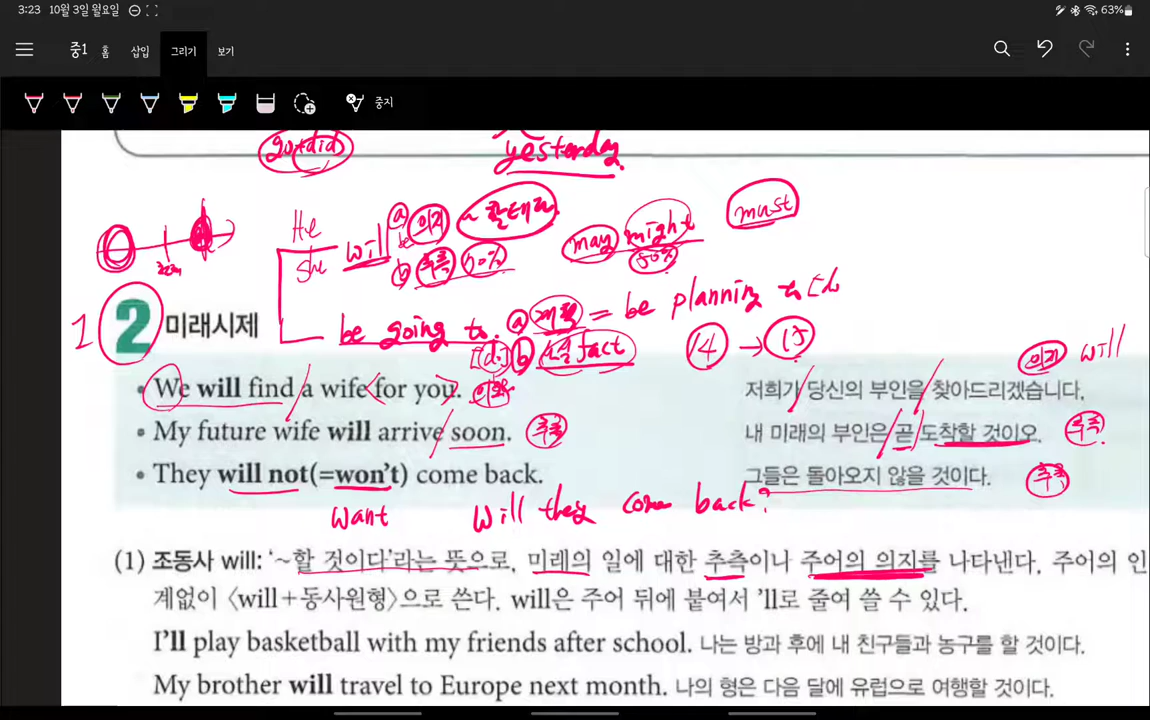 3:23 10월 3일 월요일 63%
중1 홈 삽입 그리기 보기
중지
go+did yesterday
He will ⓐ 의지 ~할테다. must
She ⓑ 추측 50% may might 50%
be going to. ⓐ 계획 = be planning to
ⓑ fact 14 → 15
1 2 미래시제
의지 will
• We will find a wife for you. 저희가 당신의 부인을 찾아드리겠습니다.
• My future wife will arrive soon. 추측 내 미래의 부인은 곧 도착할 것이오. 추측
• They will not(=won't) come back. 그들은 돌아오지 않을 것이다. 추측
want Will they come back?
(1) 조동사 will: '~할 것이다'라는 뜻으로, 미래의 일에 대한 추측이나 주어의 의지를 나타낸다. 주어의 인
계없이 〈will+동사원형〉으로 쓴다. will은 주어 뒤에 붙여서 'll로 줄여 쓸 수 있다.
I'll play basketball with my friends after school. 나는 방과 후에 내 친구들과 농구를 할 것이다.
My brother will travel to Europe next month. 나의 형은 다음 달에 유럽으로 여행할 것이다.